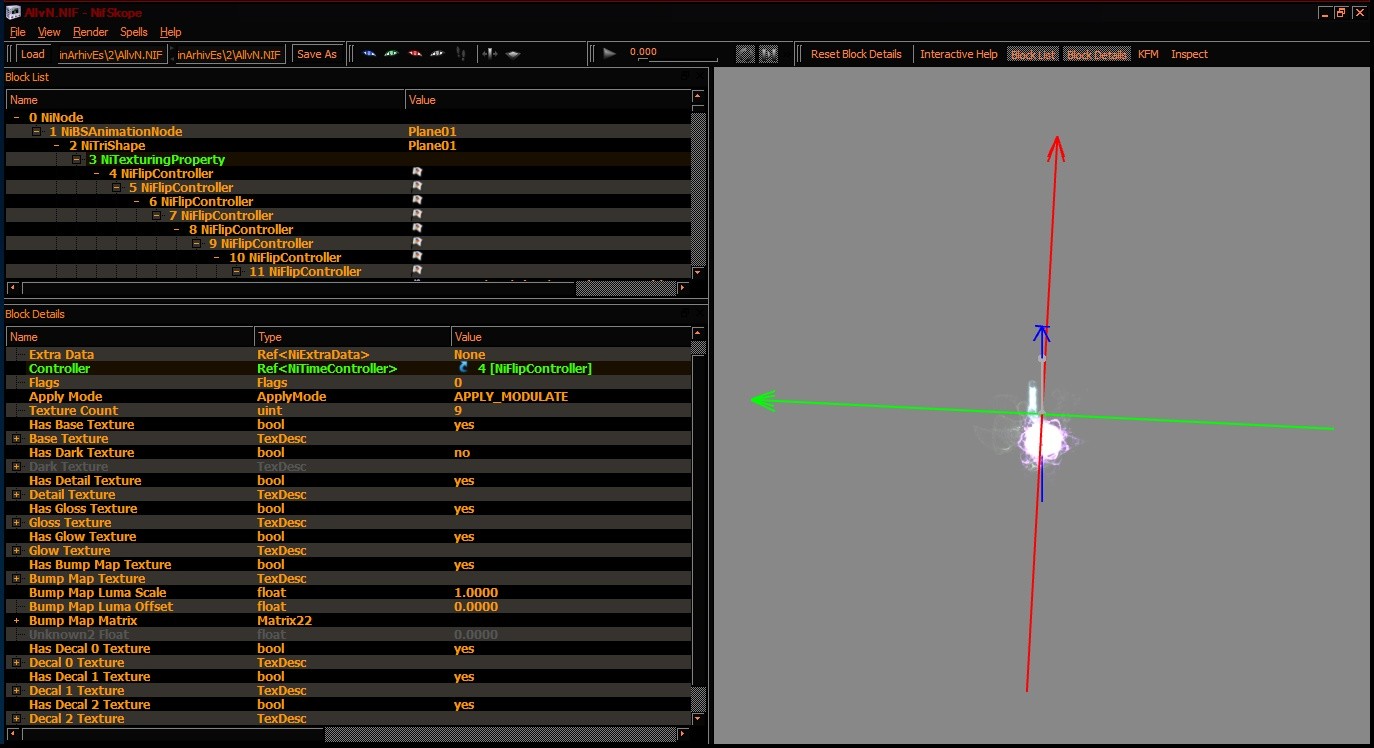 AllvN.NIF - NifSkope
File View Render Spells Help
Load inArhivEs\2\AllvN.NIF inArhivEs\2\AllvN.NIF Save As 0.000 Reset Block Details Interactive Help Block List Block Details KFM Inspect
Block List
Name Value
0 NiNode
1 NiBSAnimationNode Plane01
2 NiTriShape Plane01
3 NiTexturingProperty
4 NiFlipController
5 NiFlipController
6 NiFlipController
7 NiFlipController
8 NiFlipController
9 NiFlipController
10 NiFlipController
11 NiFlipController
Block Details
Name Type Value
Extra Data Ref<NiExtraData> None
Controller Ref<NiTimeController> 4 [NiFlipController]
Flags Flags 0
Apply Mode ApplyMode APPLY_MODULATE
Texture Count uint 9
Has Base Texture bool yes
Base Texture TexDesc
Has Dark Texture bool no
Dark Texture TexDesc
Has Detail Texture bool yes
Detail Texture TexDesc
Has Gloss Texture bool yes
Gloss Texture TexDesc
Has Glow Texture bool yes
Glow Texture TexDesc
Has Bump Map Texture bool yes
Bump Map Texture TexDesc
Bump Map Luma Scale float 1.0000
Bump Map Luma Offset float 0.0000
Bump Map Matrix Matrix22
Unknown2 Float float 0.0000
Has Decal 0 Texture bool yes
Decal 0 Texture TexDesc
Has Decal 1 Texture bool yes
Decal 1 Texture TexDesc
Has Decal 2 Texture bool yes
Decal 2 Texture TexDesc